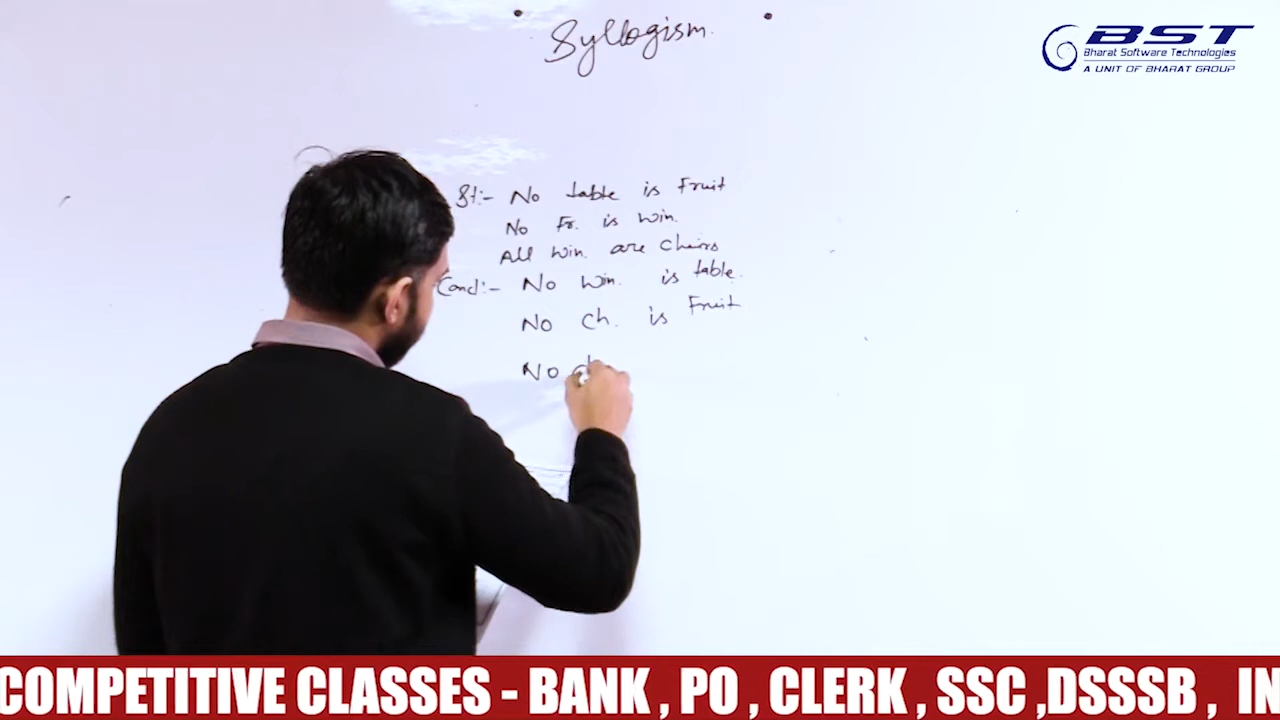 Syllogism.
BST
Bharat Software Technologies
A UNIT OF BHARAT GROUP
St:- No table is Fruit
No Fr. is win.
All win. are chairs
Concl:- No win. is table.
No Ch. is Fruit
No ch
COMPETITIVE CLASSES - BANK , PO , CLERK , SSC ,DSSSB , IN